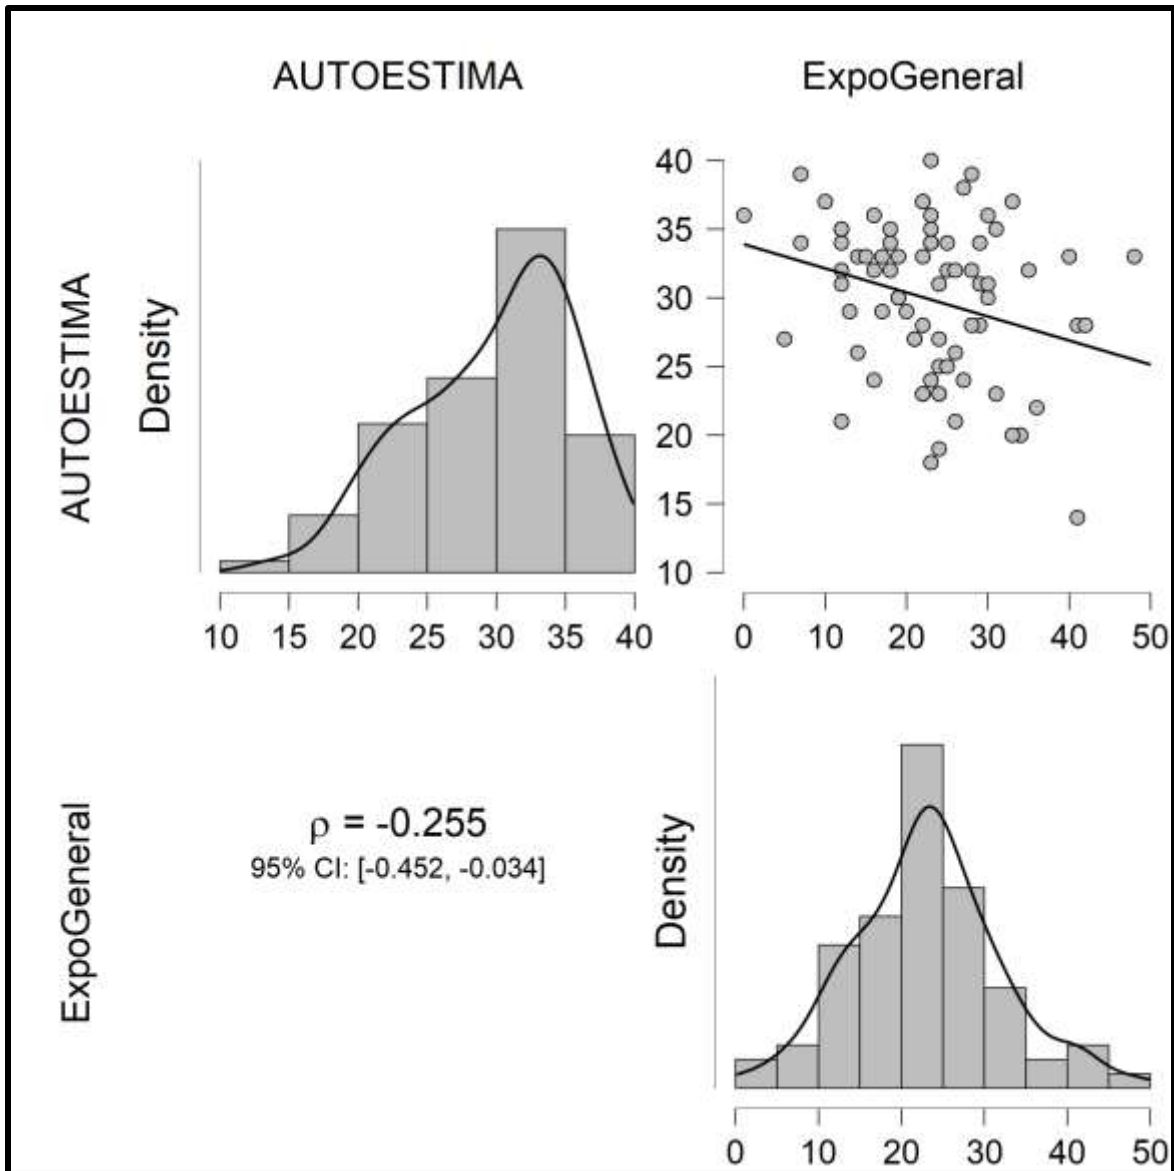 AUTOESTIMA
ExpoGeneral
AUTOESTIMA
Density
40
35
30
25
20
15
10
10 15 20 25 30 35 40
0 10 20 30 40 50
ExpoGeneral
ρ = -0.255
95% CI: [-0.452, -0.034]
Density
0 10 20 30 40 50